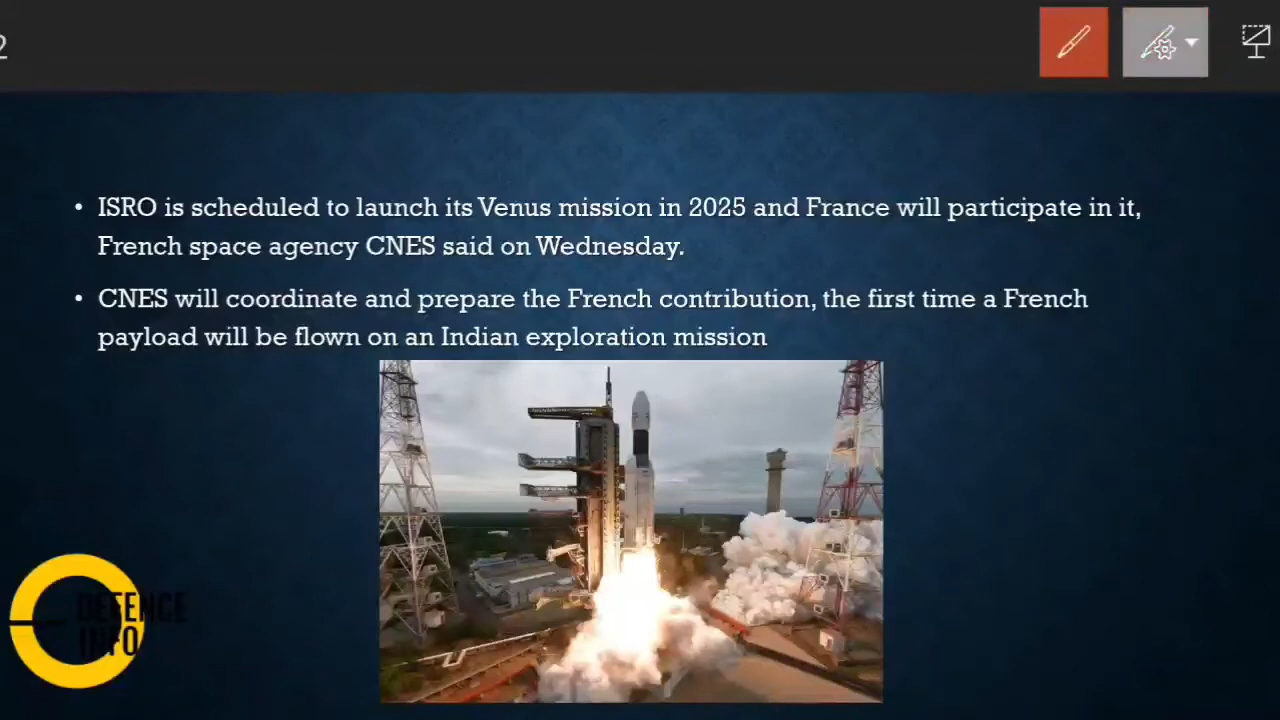 2
• ISRO is scheduled to launch its Venus mission in 2025 and France will participate in it,
French space agency CNES said on Wednesday.
• CNES will coordinate and prepare the French contribution, the first time a French
payload will be flown on an Indian exploration mission
DEFENCE
INFO